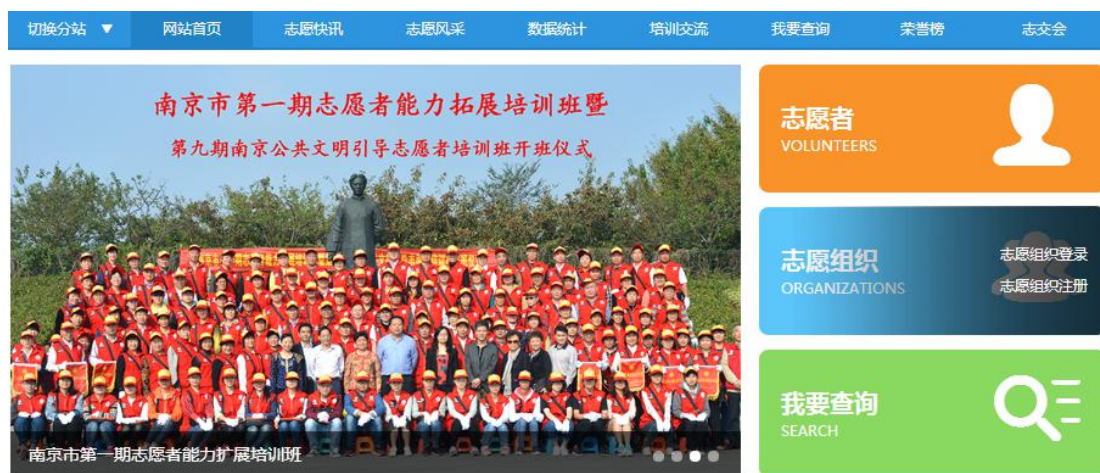 切换分站 ▼ 网站首页 志愿快讯 志愿风采 数据统计 培训交流 我要查询 荣誉榜 志交会
南京市第一期志愿者能力拓展培训班暨
第九期南京公共文明引导志愿者培训班开班仪式
南京市第一期志愿者能力扩展培训班
志愿者
VOLUNTEERS
志愿组织
ORGANIZATIONS
志愿组织登录
志愿组织注册
我要查询
SEARCH